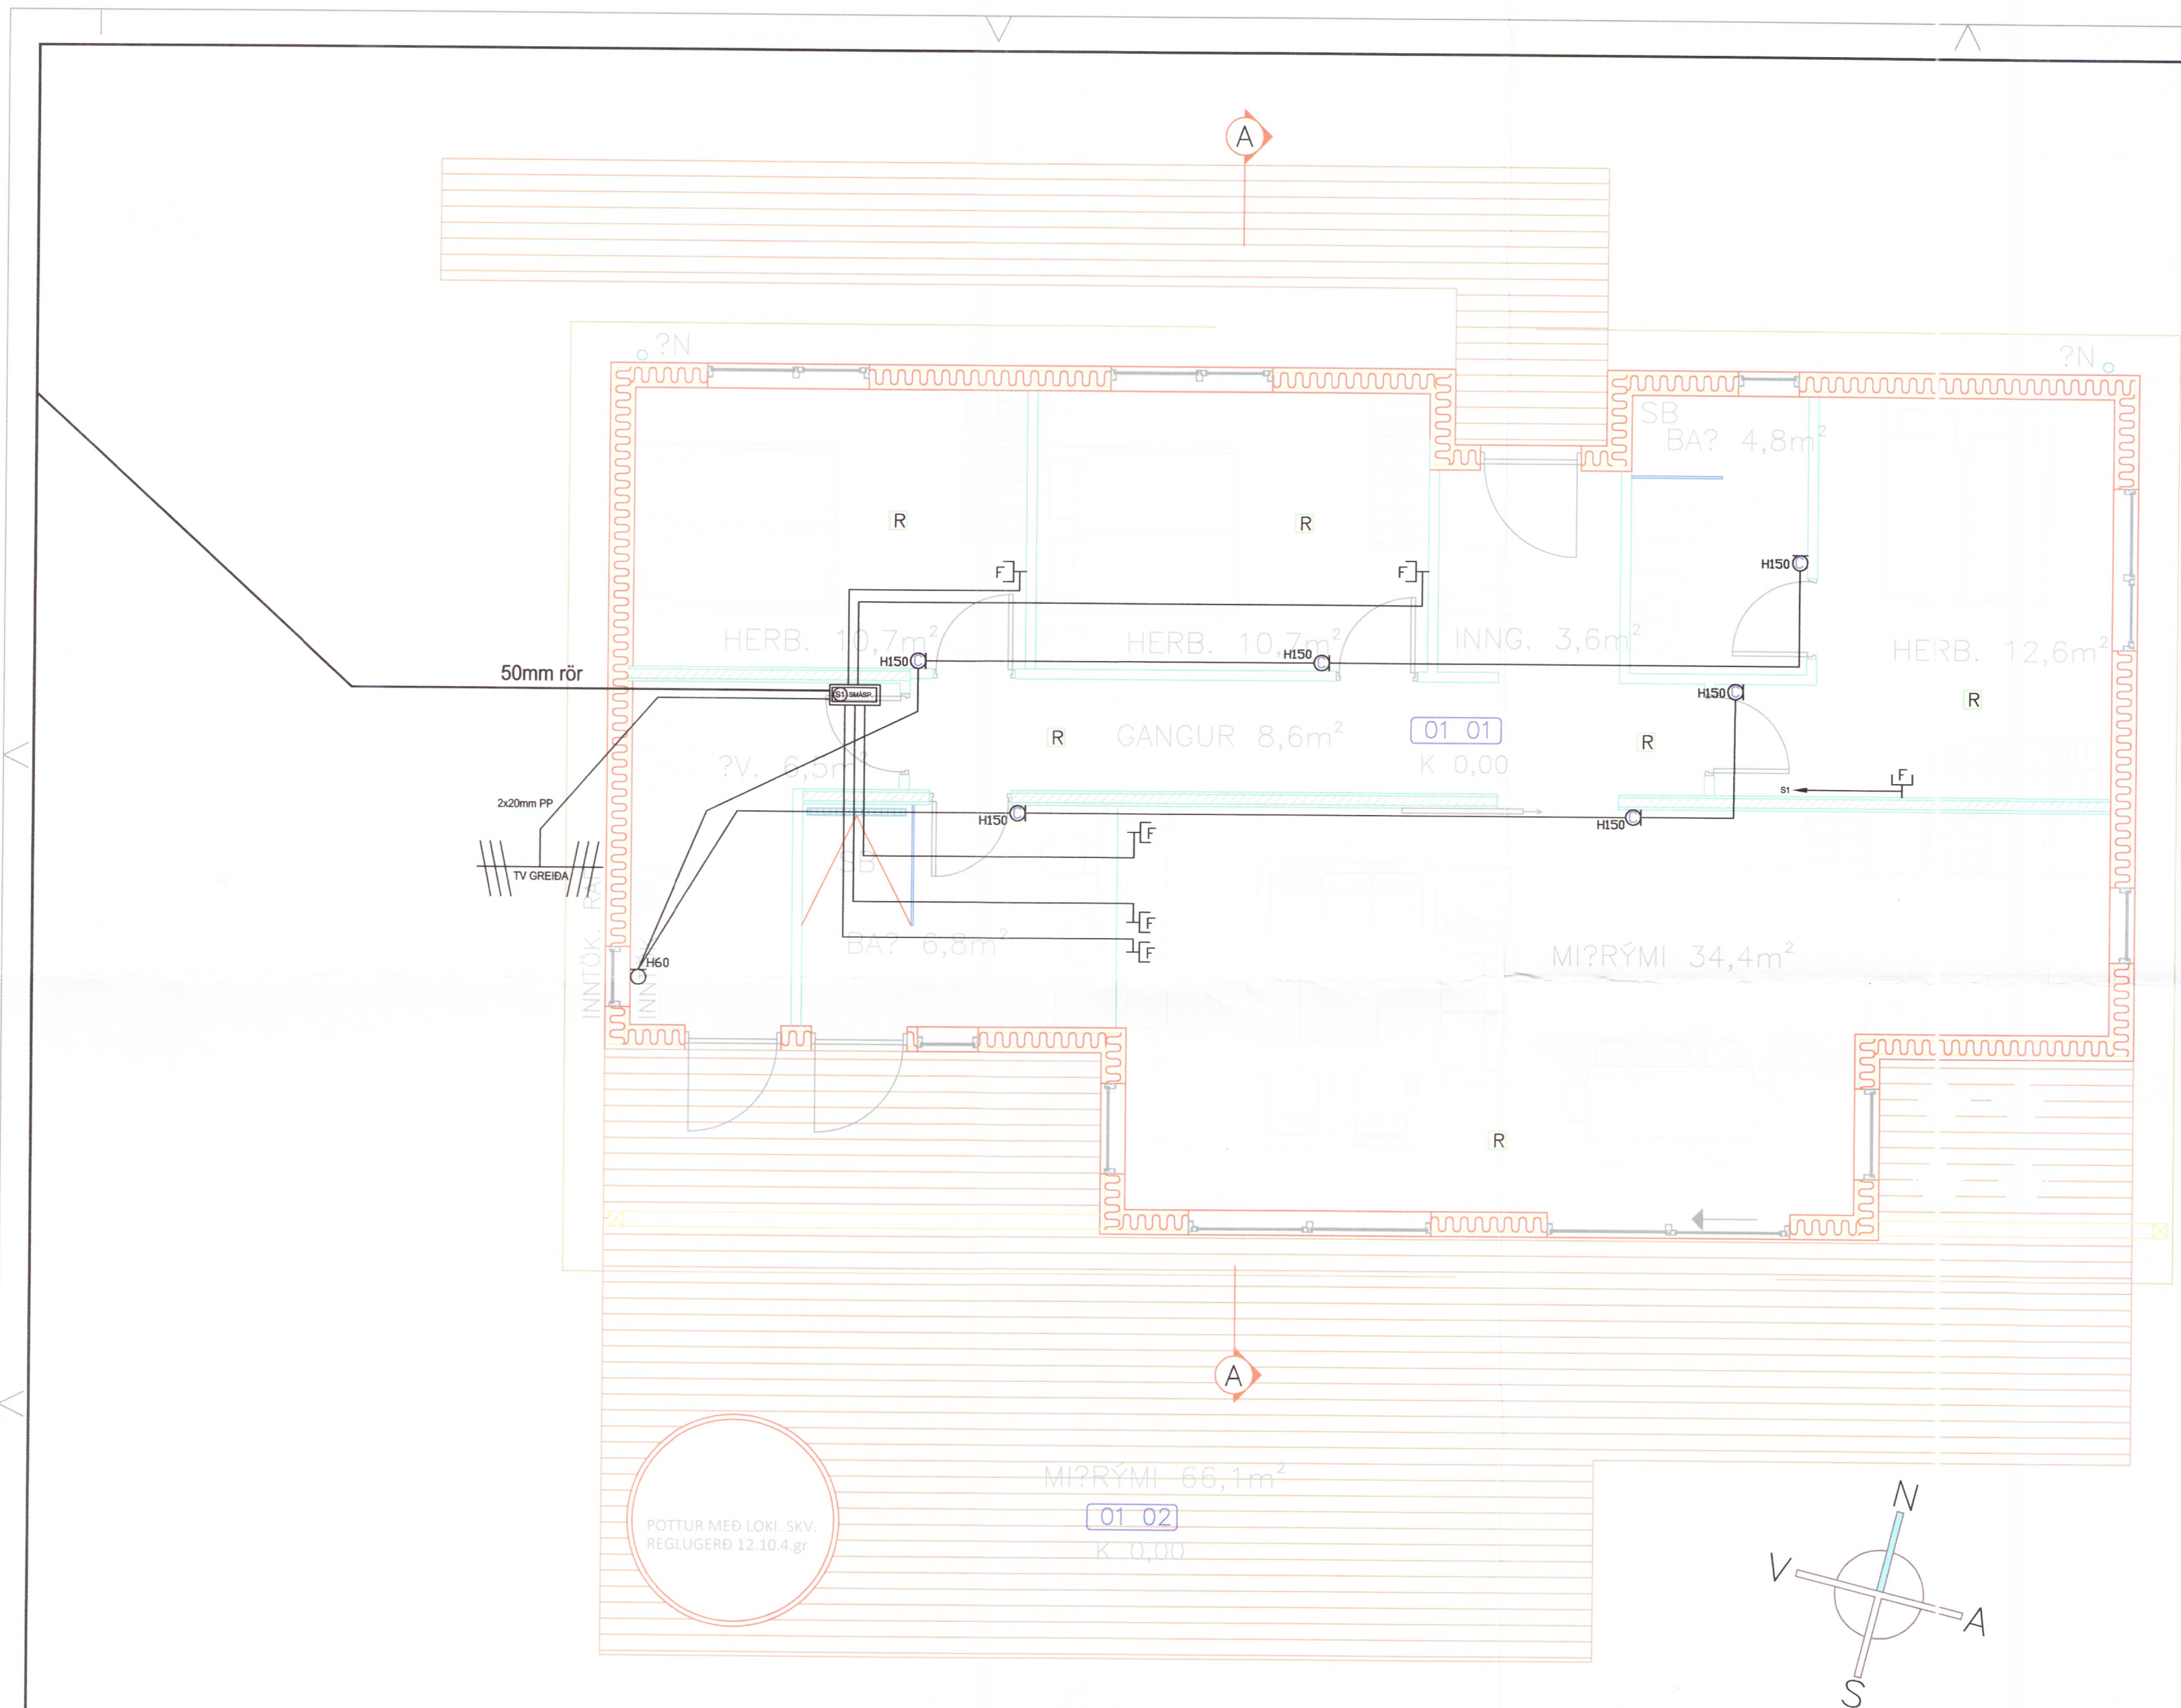 A
?N
?N
SB
BA? 4,8m²
R
R
H150
F
F
HERB. 10,7m²
HERB. 10,7m²
INNG. 3,6m²
HERB. 12,6m²
H150
H150
50mm rör
S1 SMÁSP.
H150
R
R
GANGUR 8,6m²
01 01
R
?V. 6,5m²
K 0,00
F
S1
2x20mm PP
H150
H150
F
SB
TV GREIÐA
INNTÖK. RAF
F
BA? 6,8m²
F
MI?RÝMI 34,4m²
H60
R
A
MI?RÝMI 66,1m²
01 02
K 0,00
POTTUR MEÐ LOKI. SKV.
REGLUGERÐ 12.10.4.gr
N
V
A
S